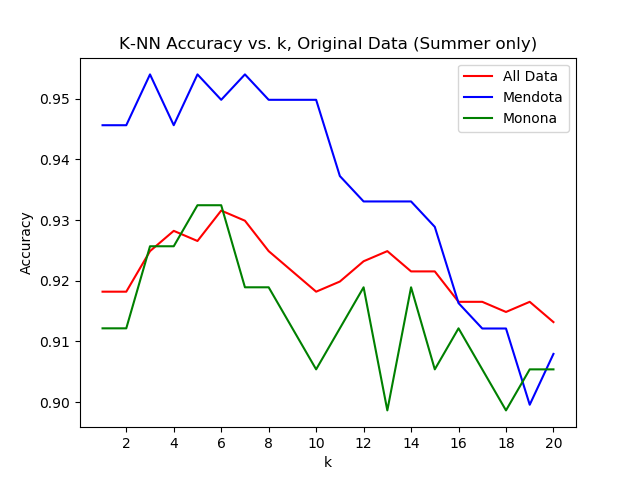 K-NN Accuracy vs. k, Original Data (Summer only)
All Data
Mendota
Monona
0.95
0.94
0.93
0.92
0.91
0.90
Accuracy
2 4 6 8 10 12 14 16 18 20
k